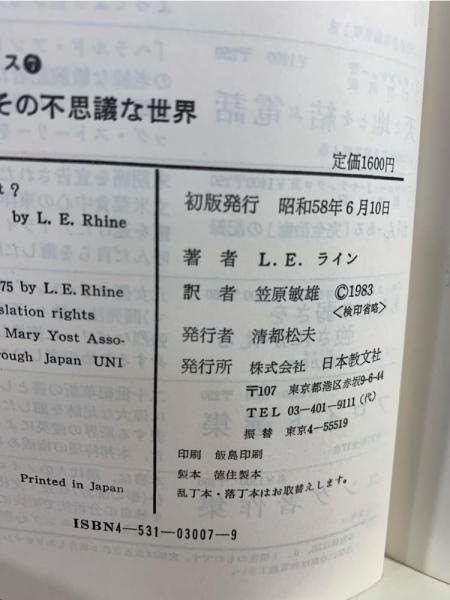 ス❼
その不思議な世界
定価1600円
t?
by L. E. Rhine
初版発行 昭和58年6月10日
著者 L.E.ライン
75 by L. E. Rhine
訳者 笠原敏雄 ©1983
slation rights
<検印省略>
Mary Yost Asso-
発行者 清都松夫
rough Japan UNI
発行所 株式会社 日本教文社
〒107 東京都港区赤坂9-6-44
TEL 03-401-9111(代)
振替 東京4-55519
印刷 飯島印刷
Printed in Japan
製本 徳住製本
乱丁本・落丁本はお取替えします。
ISBN4-531-03007-9